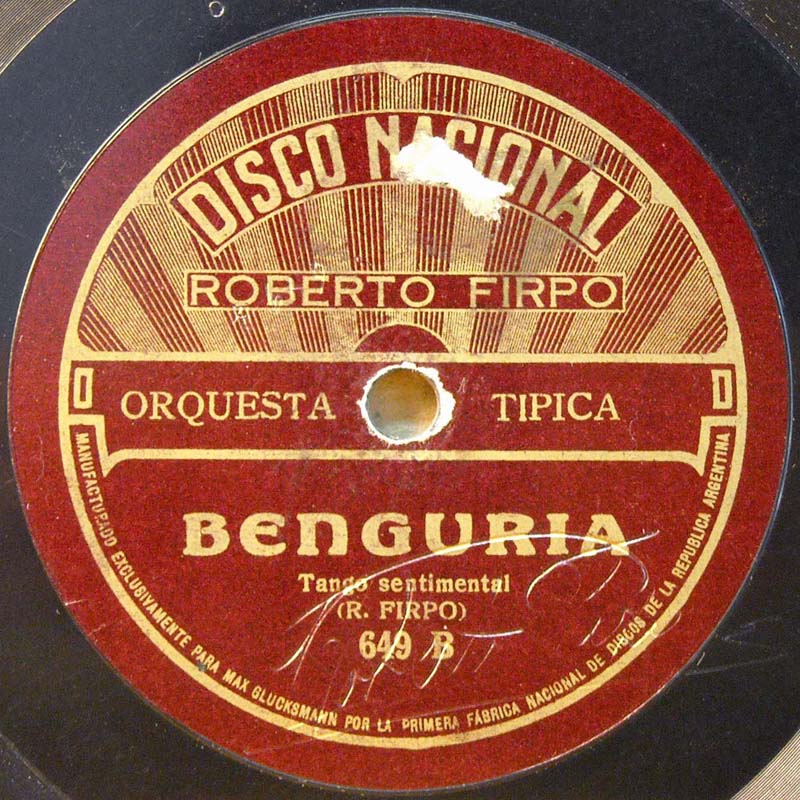 DISCO NACIONAL
ROBERTO FIRPO
ORQUESTA TIPICA
BENGURIA
Tango sentimental
(R. FIRPO)
649 B
MANUFACTURADO EXCLUSIVAMENTE PARA MAX GLUCKSMANN POR LA PRIMERA FÁBRICA NACIONAL DE DISCOS DE LA REPUBLICA ARGENTINA